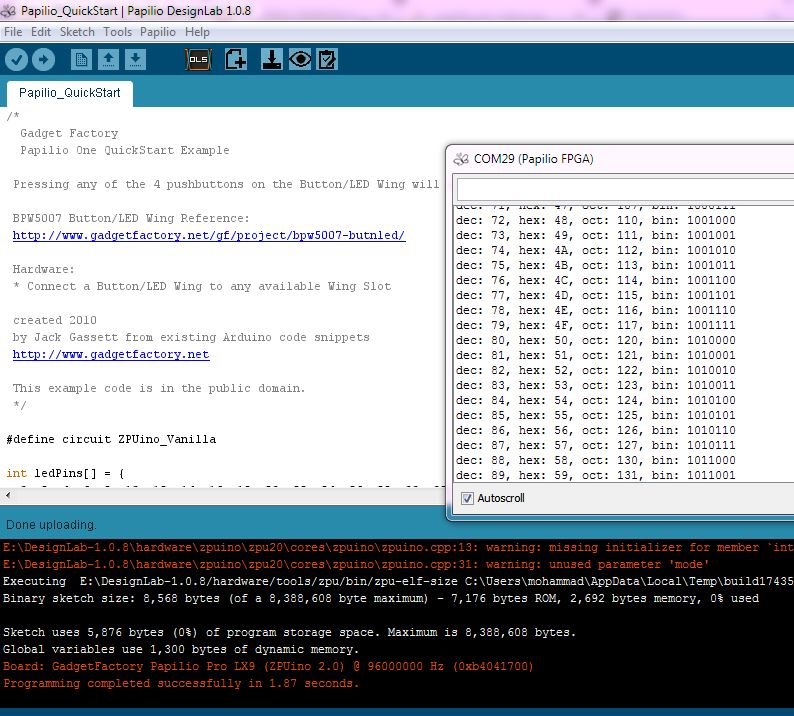 Papilio_QuickStart | Papilio DesignLab 1.0.8
File Edit Sketch Tools Papilio Help
OLS
Papilio_QuickStart
/*
Gadget Factory
Papilio One QuickStart Example
Pressing any of the 4 pushbuttons on the Button/LED Wing will
BPW5007 Button/LED Wing Reference:
http://www.gadgetfactory.net/gf/project/bpw5007-butnled/
Hardware:
* Connect a Button/LED Wing to any available Wing Slot
created 2010
by Jack Gassett from existing Arduino code snippets
http://www.gadgetfactory.net
This example code is in the public domain.
*/
#define circuit ZPUino_Vanilla
int ledPins[] = {
COM29 (Papilio FPGA)
dec: 71, hex: 47, oct: 107, bin: 1000111
dec: 72, hex: 48, oct: 110, bin: 1001000
dec: 73, hex: 49, oct: 111, bin: 1001001
dec: 74, hex: 4A, oct: 112, bin: 1001010
dec: 75, hex: 4B, oct: 113, bin: 1001011
dec: 76, hex: 4C, oct: 114, bin: 1001100
dec: 77, hex: 4D, oct: 115, bin: 1001101
dec: 78, hex: 4E, oct: 116, bin: 1001110
dec: 79, hex: 4F, oct: 117, bin: 1001111
dec: 80, hex: 50, oct: 120, bin: 1010000
dec: 81, hex: 51, oct: 121, bin: 1010001
dec: 82, hex: 52, oct: 122, bin: 1010010
dec: 83, hex: 53, oct: 123, bin: 1010011
dec: 84, hex: 54, oct: 124, bin: 1010100
dec: 85, hex: 55, oct: 125, bin: 1010101
dec: 86, hex: 56, oct: 126, bin: 1010110
dec: 87, hex: 57, oct: 127, bin: 1010111
dec: 88, hex: 58, oct: 130, bin: 1011000
dec: 89, hex: 59, oct: 131, bin: 1011001
Autoscroll
Done uploading.
E:\DesignLab-1.0.8\hardware\zpuino\zpu20\cores\zpuino\zpuino.cpp:13: warning: missing initializer for member `int
E:\DesignLab-1.0.8\hardware\zpuino\zpu20\cores\zpuino\zpuino.cpp:31: warning: unused parameter 'mode'
Executing E:\DesignLab-1.0.8/hardware/tools/zpu/bin/zpu-elf-size C:\Users\mohammad\AppData\Local\Temp\build17435
Binary sketch size: 8,568 bytes (of a 8,388,608 byte maximum) - 7,176 bytes ROM, 2,692 bytes memory, 0% used
Sketch uses 5,876 bytes (0%) of program storage space. Maximum is 8,388,608 bytes.
Global variables use 1,300 bytes of dynamic memory.
Board: GadgetFactory Papilio Pro LX9 (ZPUino 2.0) @ 96000000 Hz (0xb4041700)
Programming completed successfully in 1.87 seconds.